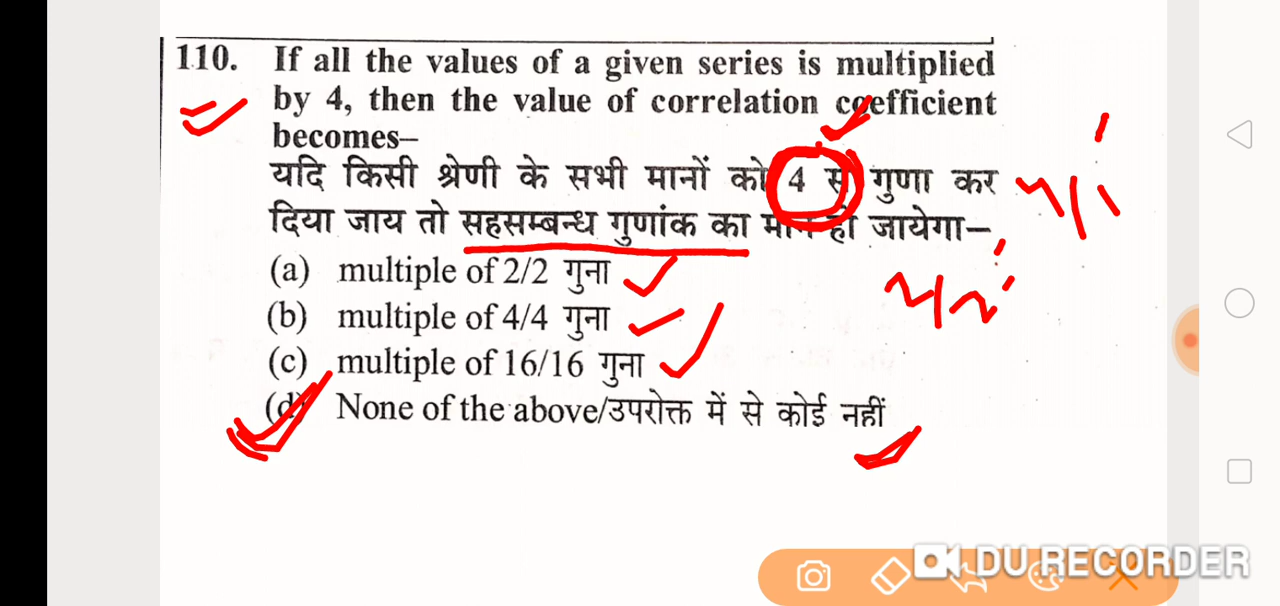 110. If all the values of a given series is multiplied
by 4, then the value of correlation coefficient
becomes–
यदि किसी श्रेणी के सभी मानों को 4 से गुणा कर
दिया जाय तो सहसम्बन्ध गुणांक का मान हो जायेगा–
(a) multiple of 2/2 गुना
(b) multiple of 4/4 गुना
(c) multiple of 16/16 गुना
(d) None of the above/उपरोक्त में से कोई नहीं
DU RECORDER